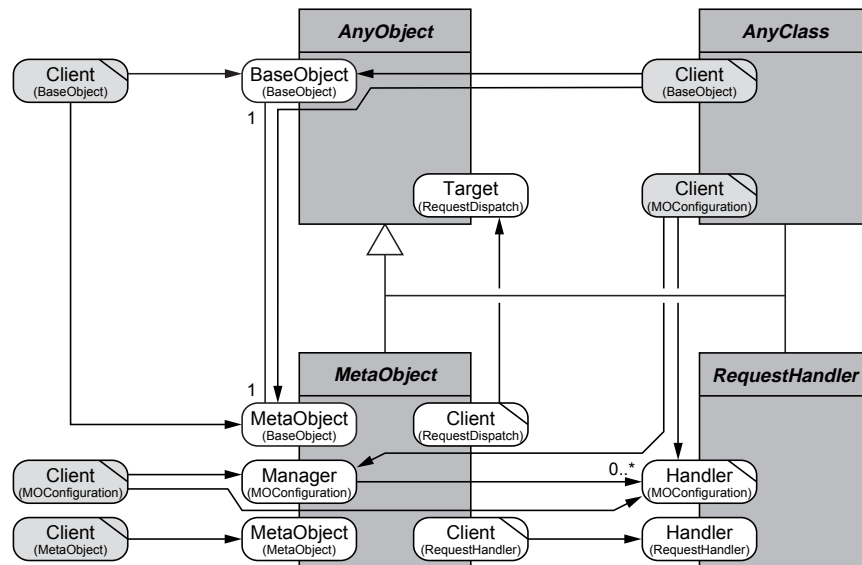 AnyObject
AnyClass
Client
(BaseObject)
BaseObject
(BaseObject)
Client
(BaseObject)
1
Target
(RequestDispatch)
Client
(MOConfiguration)
MetaObject
RequestHandler
1
MetaObject
(BaseObject)
Client
(RequestDispatch)
Client
(MOConfiguration)
Manager
(MOConfiguration)
0..*
Handler
(MOConfiguration)
Client
(MetaObject)
MetaObject
(MetaObject)
Client
(RequestHandler)
Handler
(RequestHandler)